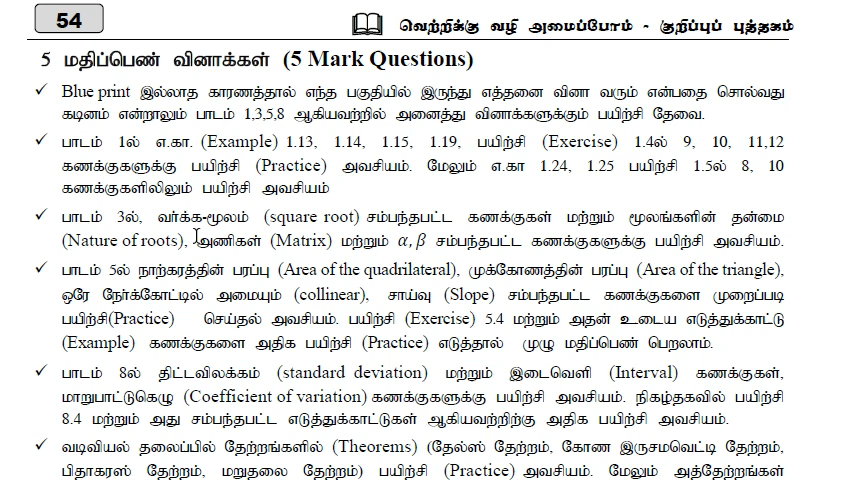 54
வெற்றிக்கு வழி அமைப்போம் - குறிப்புப் புத்தகம்
5 மதிப்பெண் வினாக்கள் (5 Mark Questions)
✓ Blue print இல்லாத காரணத்தால் எந்த பகுதியில் இருந்து எத்தனை வினா வரும் என்பதை சொல்வது
கடினம் என்றாலும் பாடம் 1,3,5,8 ஆகியவற்றில் அனைத்து வினாக்களுக்கும் பயிற்சி தேவை.
✓ பாடம் 1ல் எ.கா. (Example) 1.13, 1.14, 1.15, 1.19, பயிற்சி (Exercise) 1.4ல் 9, 10, 11,12
கணக்குகளுக்கு பயிற்சி (Practice) அவசியம். மேலும் எ.கா 1.24, 1.25 பயிற்சி 1.5ல் 8, 10
கணக்குகளிலிலும் பயிற்சி அவசியம்
✓ பாடம் 3ல், வர்க்க-மூலம் (square root) சம்பந்தபட்ட கணக்குகள் மற்றும் மூலங்களின் தன்மை
(Nature of roots), அணிகள் (Matrix) மற்றும் α, β சம்பந்தபட்ட கணக்குகளுக்கு பயிற்சி அவசியம்.
✓ பாடம் 5ல் நாற்கரத்தின் பரப்பு (Area of the quadrilateral), முக்கோணத்தின் பரப்பு (Area of the triangle),
ஒரே நேர்க்கோட்டில் அமையும் (collinear), சாய்வு (Slope) சம்பந்தபட்ட கணக்குகளை முறைப்படி
பயிற்சி(Practice) செய்தல் அவசியம். பயிற்சி (Exercise) 5.4 மற்றும் அதன் உடைய எடுத்துக்காட்டு
(Example) கணக்குகளை அதிக பயிற்சி (Practice) எடுத்தால் முழு மதிப்பெண் பெறலாம்.
✓ பாடம் 8ல் திட்டவிலக்கம் (standard deviation) மற்றும் இடைவெளி (Interval) கணக்குகள்,
மாறுபாட்டுகெழு (Coefficient of variation) கணக்குகளுக்கு பயிற்சி அவசியம். நிகழ்தகவில் பயிற்சி
8.4 மற்றும் அது சம்பந்தபட்ட எடுத்துக்காட்டுகள் ஆகியவற்றிற்கு அதிக பயிற்சி அவசியம்.
✓ வடிவியல் தலைப்பில் தேற்றங்களில் (Theorems) (தேல்ஸ் தேற்றம், கோண இருசமவெட்டி தேற்றம்,
பிதாகரஸ் தேற்றம், மறுதலை தேற்றம்) பயிற்சி (Practice) அவசியம். மேலும் அத்தேற்றங்கள்